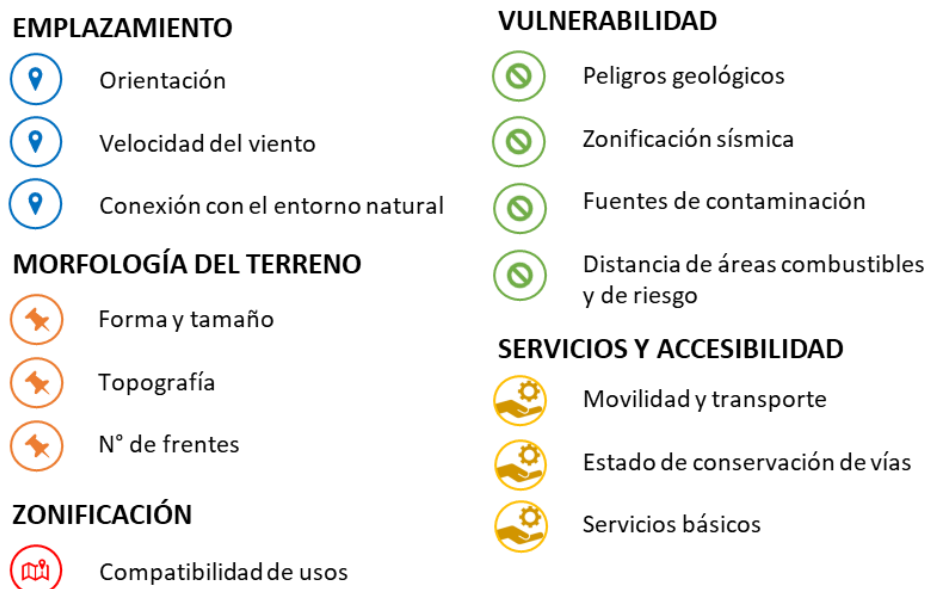 EMPLAZAMIENTO
Orientación
Velocidad del viento
Conexión con el entorno natural
MORFOLOGÍA DEL TERRENO
Forma y tamaño
Topografía
N° de frentes
ZONIFICACIÓN
Compatibilidad de usos
VULNERABILIDAD
Peligros geológicos
Zonificación sísmica
Fuentes de contaminación
Distancia de áreas combustibles
y de riesgo
SERVICIOS Y ACCESIBILIDAD
Movilidad y transporte
Estado de conservación de vías
Servicios básicos